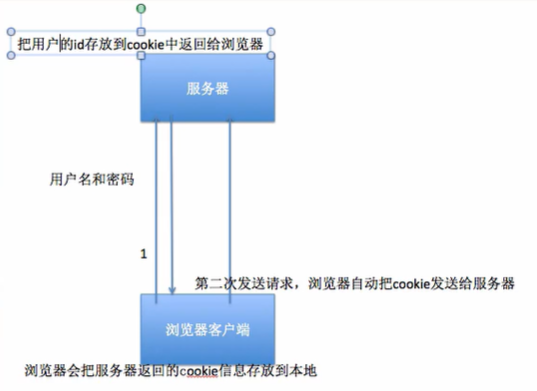 把用户的id存放到cookie中返回给浏览器
服务器
用户名和密码
1
第二次发送请求，浏览器自动把cookie发送给服务器
浏览器客户端
浏览器会把服务器返回的cookie信息存放到本地